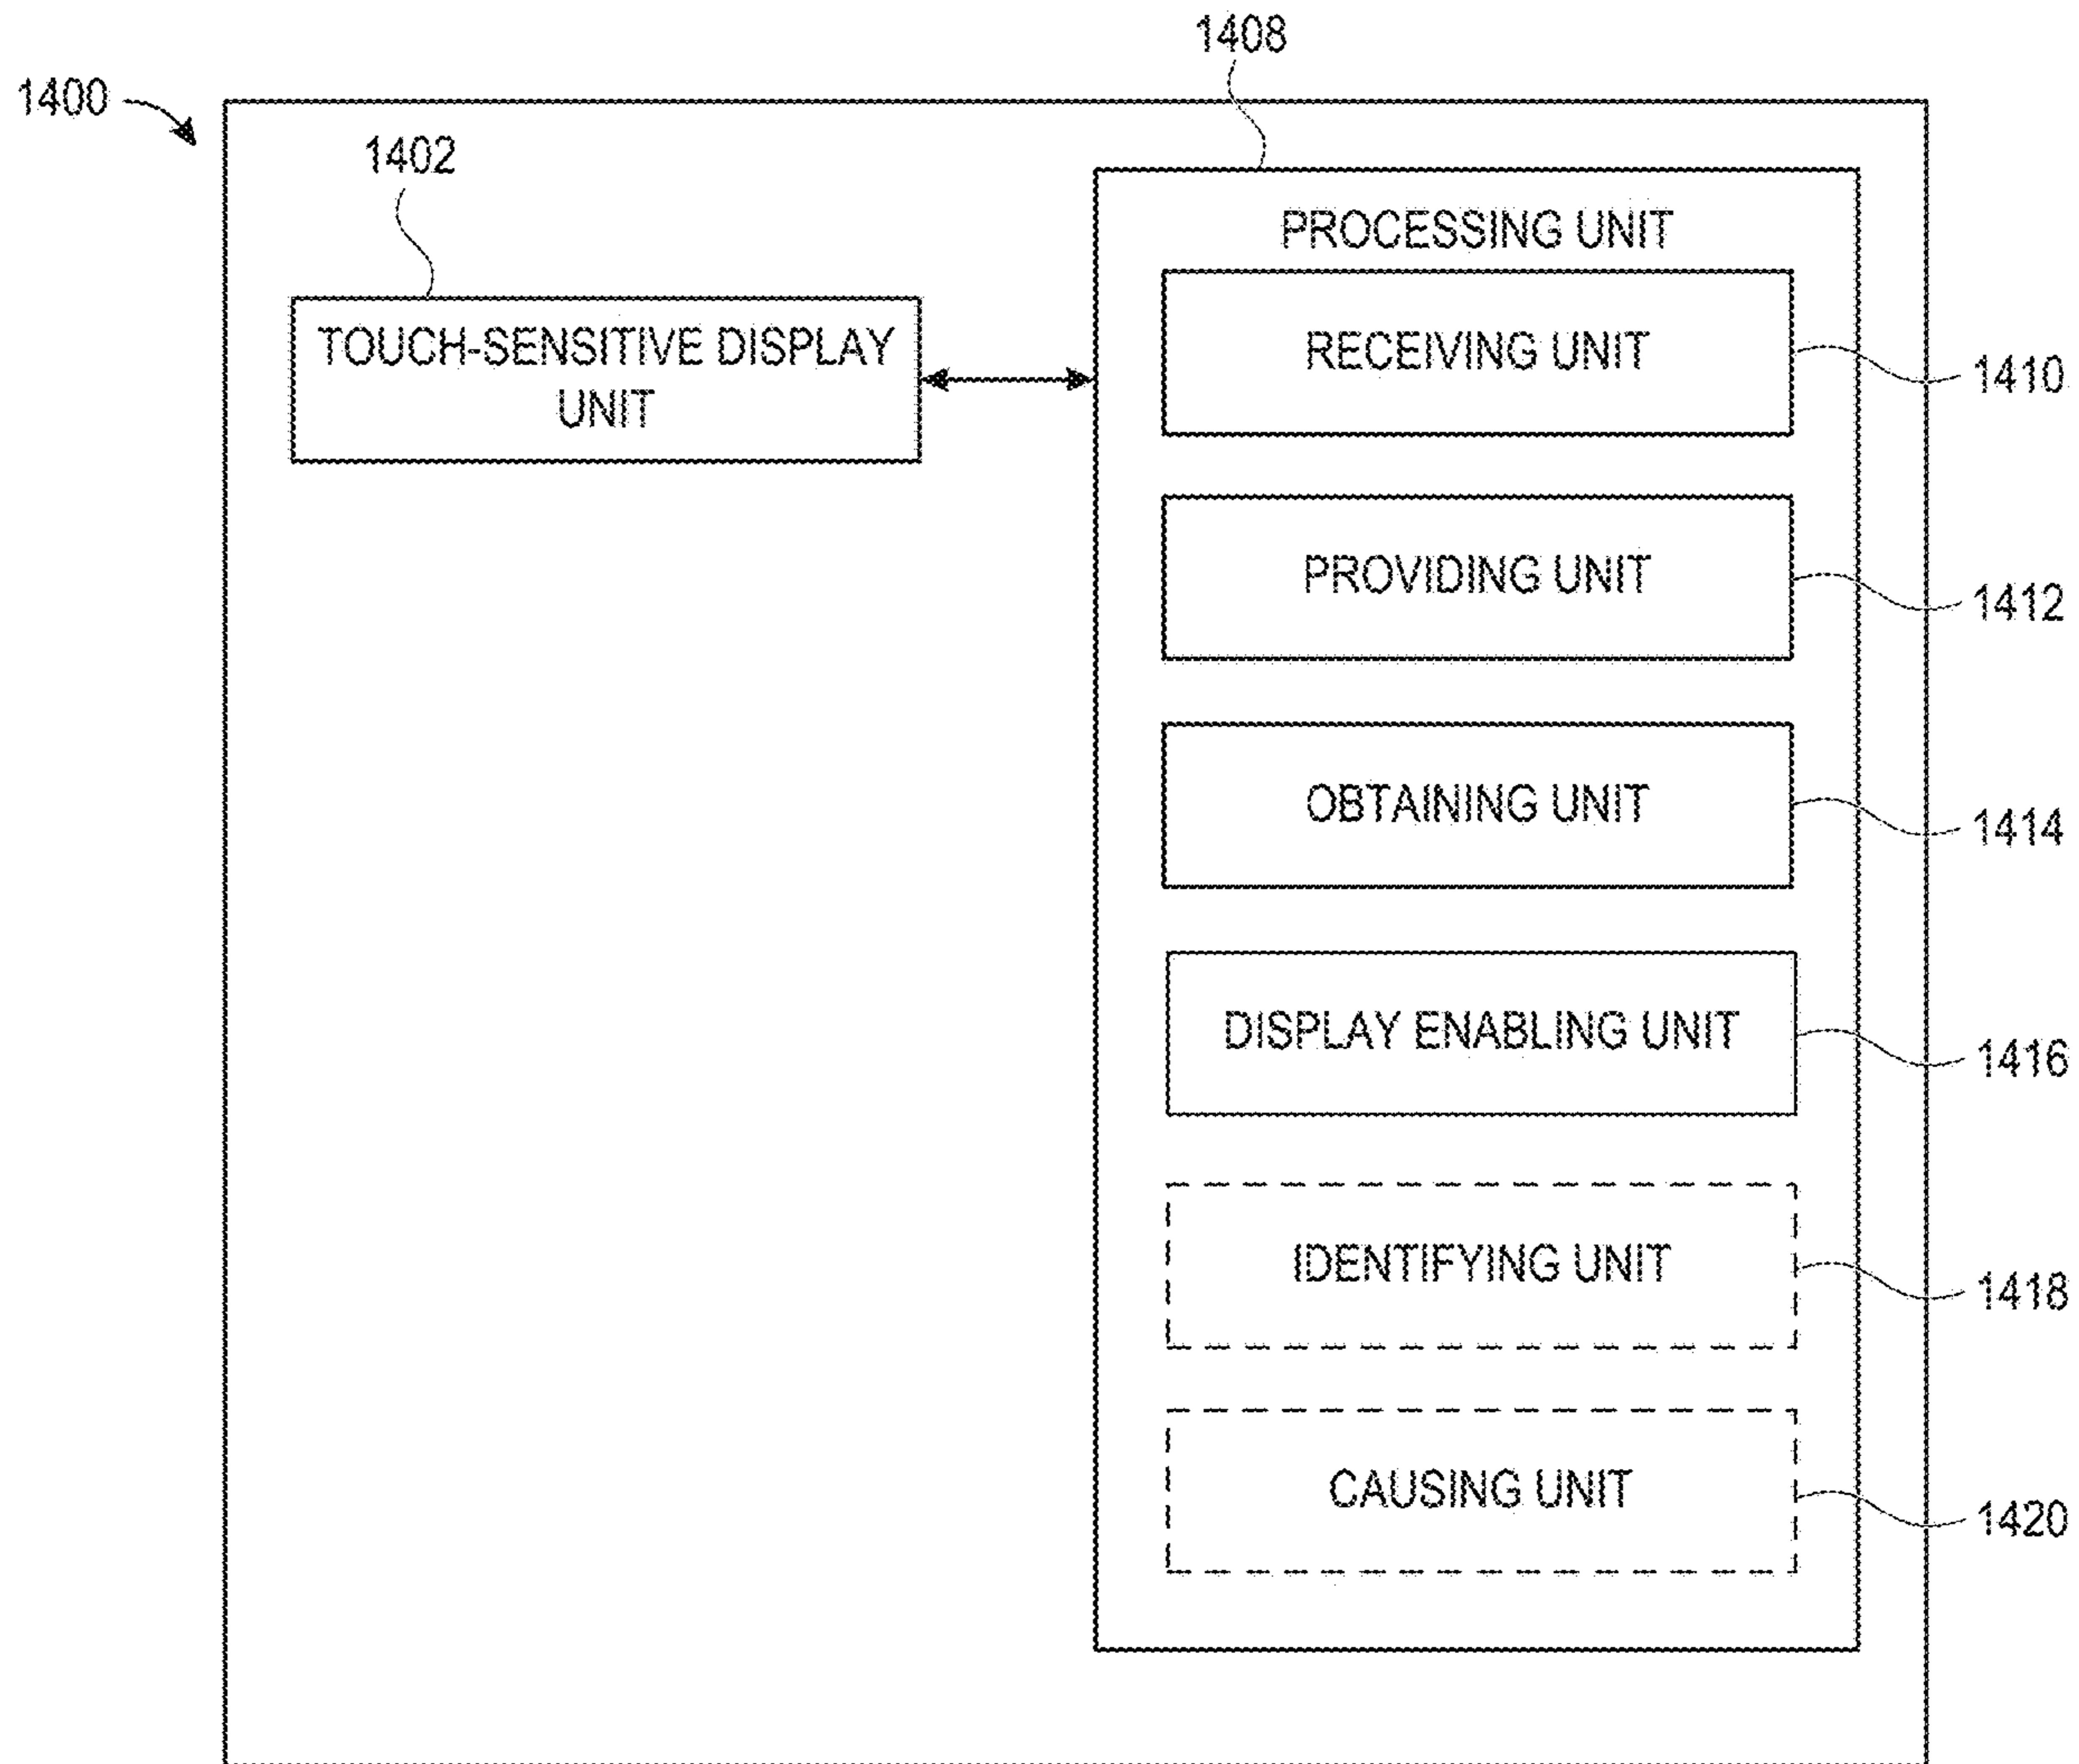 1408
1400
1402
PROCESSING UNIT
TOUCH-SENSITIVE DISPLAY
UNIT
RECEIVING UNIT
1410
PROVIDING UNIT
1412
OBTAINING UNIT
1414
DISPLAY ENABLING UNIT
1416
IDENTIFYING UNIT
1418
CAUSING UNIT
1420